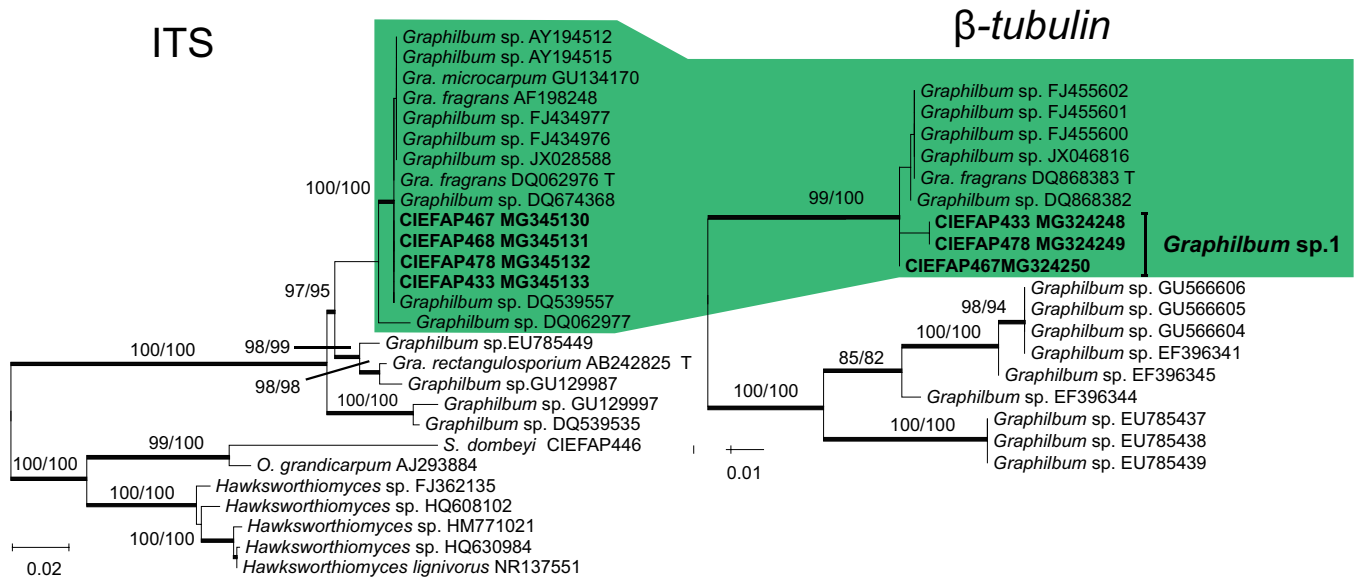 ITS
Graphilbum sp. AY194512
Graphilbum sp. AY194515
Gra. microcarpum GU134170
Gra. fragrans AF198248
Graphilbum sp. FJ434977
Graphilbum sp. FJ434976
Graphilbum sp. JX028588
Gra. fragrans DQ062976 T
Graphilbum sp. DQ674368
CIEFAP467 MG345130
CIEFAP468 MG345131
CIEFAP478 MG345132
CIEFAP433 MG345133
Graphilbum sp. DQ539557
Graphilbum sp. DQ062977
Graphilbum sp.EU785449
Gra. rectangulosporium AB242825 T
Graphilbum sp.GU129987
Graphilbum sp. GU129997
Graphilbum sp. DQ539535
S. dombeyi CIEFAP446
O. grandicarpum AJ293884
Hawksworthiomyces sp. FJ362135
Hawksworthiomyces sp. HQ608102
Hawksworthiomyces sp. HM771021
Hawksworthiomyces sp. HQ630984
Hawksworthiomyces lignivorus NR137551
100/100
97/95
98/99
98/98
100/100
100/100
99/100
100/100
100/100
100/100
0.02
β-tubulin
Graphilbum sp. FJ455602
Graphilbum sp. FJ455601
Graphilbum sp. FJ455600
Graphilbum sp. JX046816
Gra. fragrans DQ868383 T
Graphilbum sp. DQ868382
CIEFAP433 MG324248
CIEFAP478 MG324249
CIEFAP467MG324250
Graphilbum sp.1
Graphilbum sp. GU566606
Graphilbum sp. GU566605
Graphilbum sp. GU566604
Graphilbum sp. EF396341
Graphilbum sp. EF396345
Graphilbum sp. EF396344
Graphilbum sp. EU785437
Graphilbum sp. EU785438
Graphilbum sp. EU785439
99/100
98/94
100/100
85/82
100/100
100/100
0.01